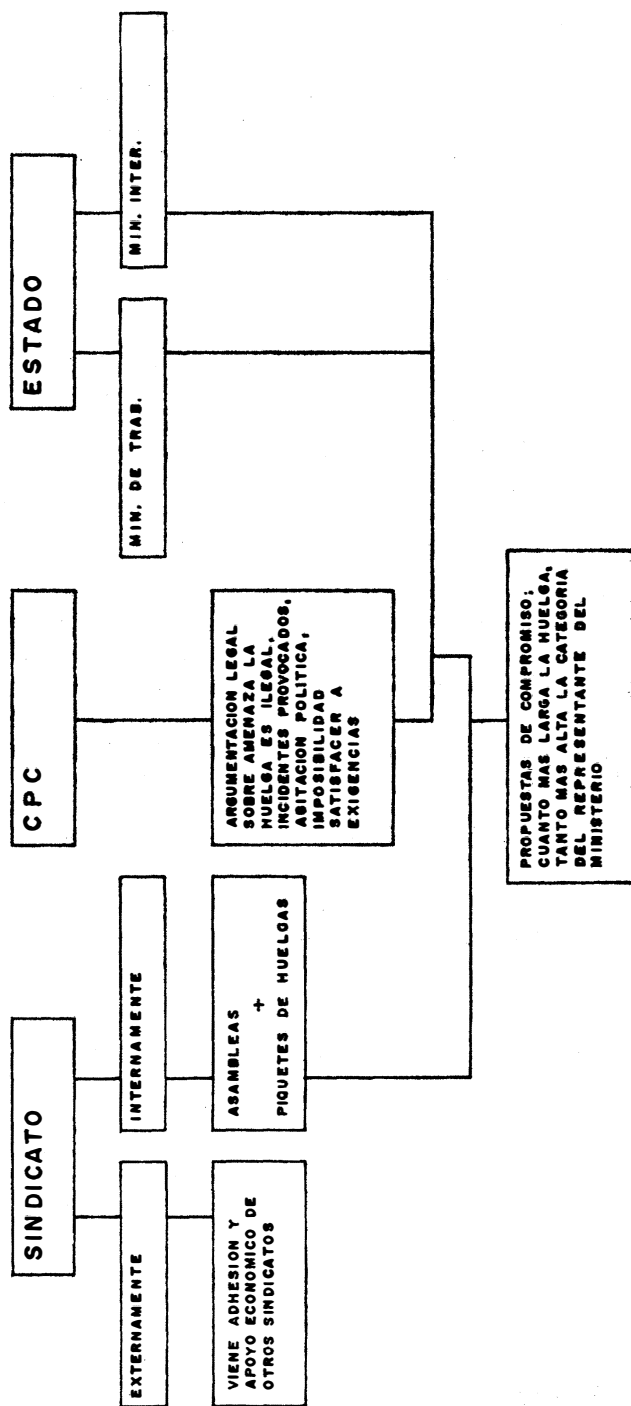 SINDICATO
CPC
ESTADO
EXTERNAMENTE
INTERNAMENTE
MIN. DE TRAB.
MIN. INTER.
VIENE ADHESION Y
APOYO ECONOMICO DE
OTROS SINDICATOS
ASAMBLEAS
+
PIQUETES DE HUELGAS
ARGUMENTACION LEGAL
SOBRE AMENAZA LA
HUELGA ES ILEGAL,
INCIDENTES PROVOCADOS,
AGITACION POLITICA,
IMPOSIBILIDAD
SATISFACER A
EXIGENCIAS
PROPUESTAS DE COMPROMISO;
CUANTO MAS LARGA LA HUELGA,
TANTO MAS ALTA LA CATEGORIA
DEL REPRESENTANTE DEL
MINISTERIO